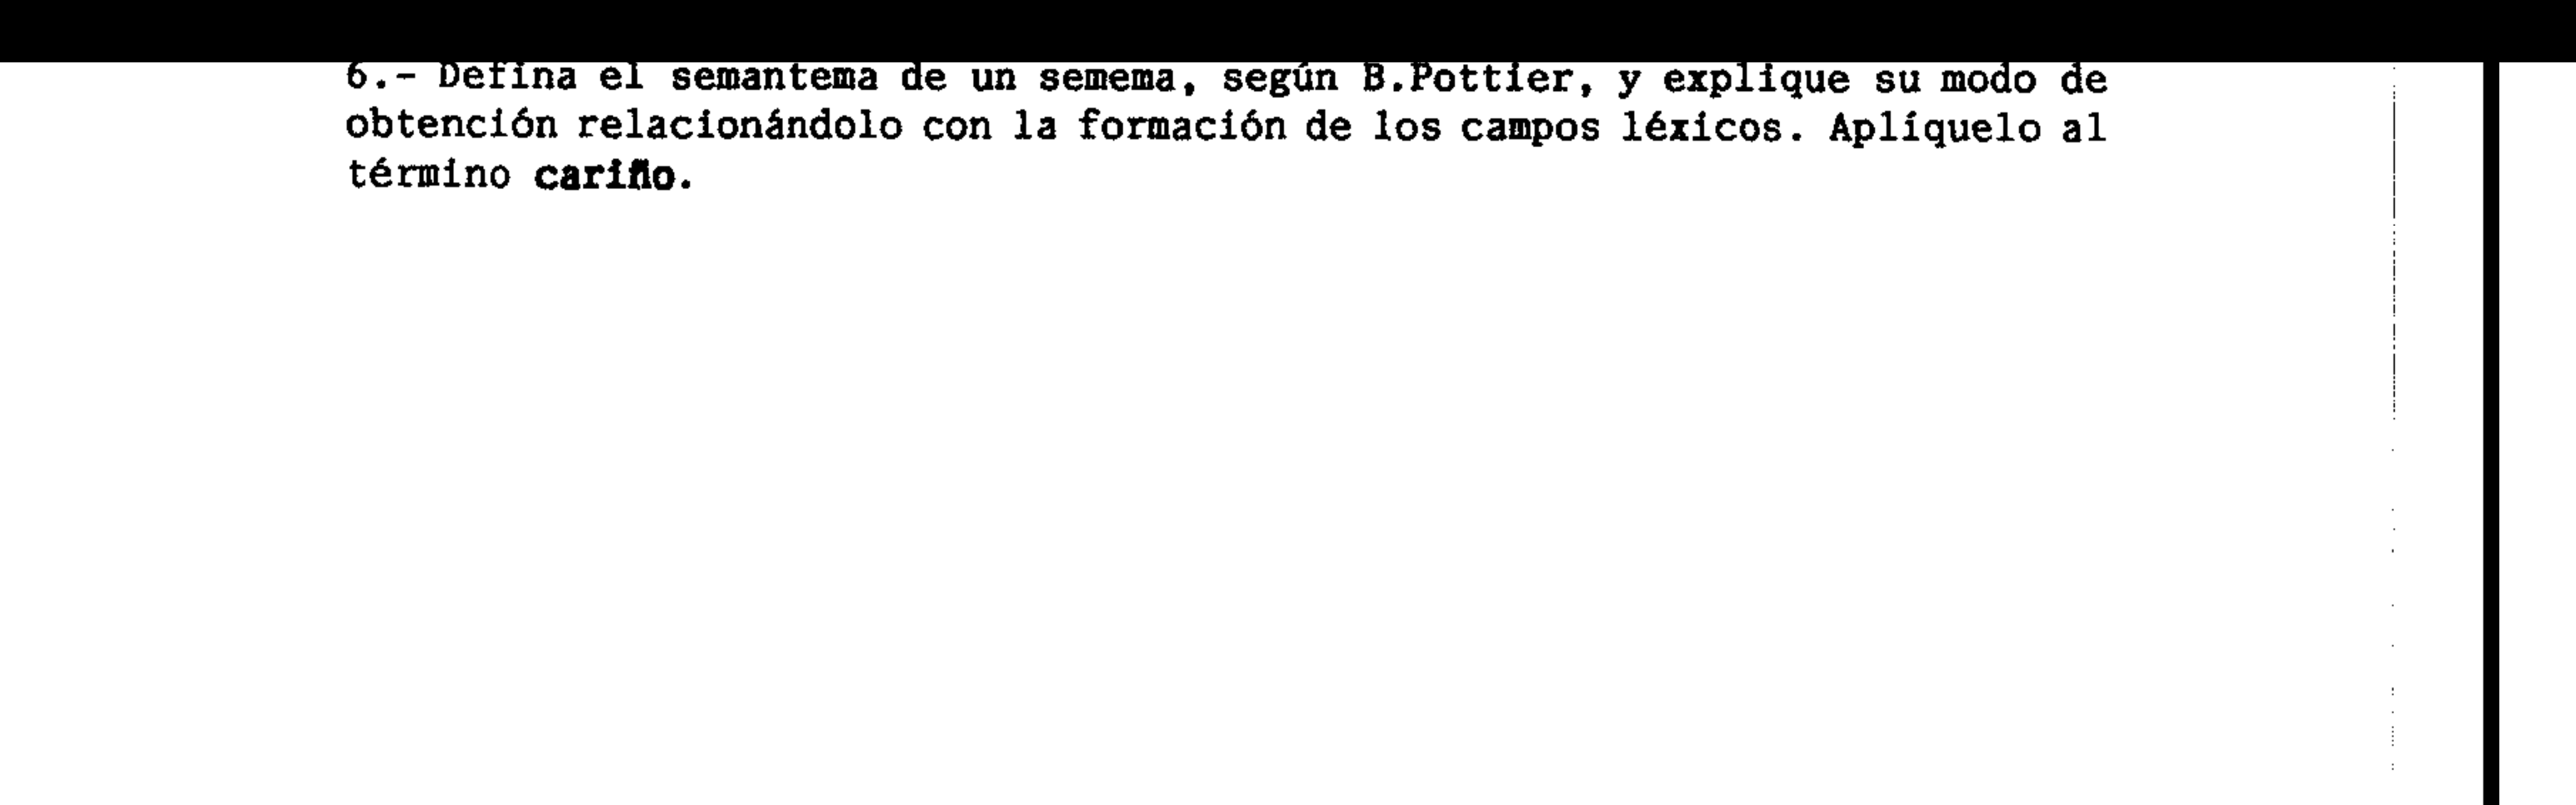 6.- Defina el semantema de un semema, según B.Pottier, y explique su modo de
obtención relacionándolo con la formación de los campos léxicos. Aplíquelo al
término cariño.